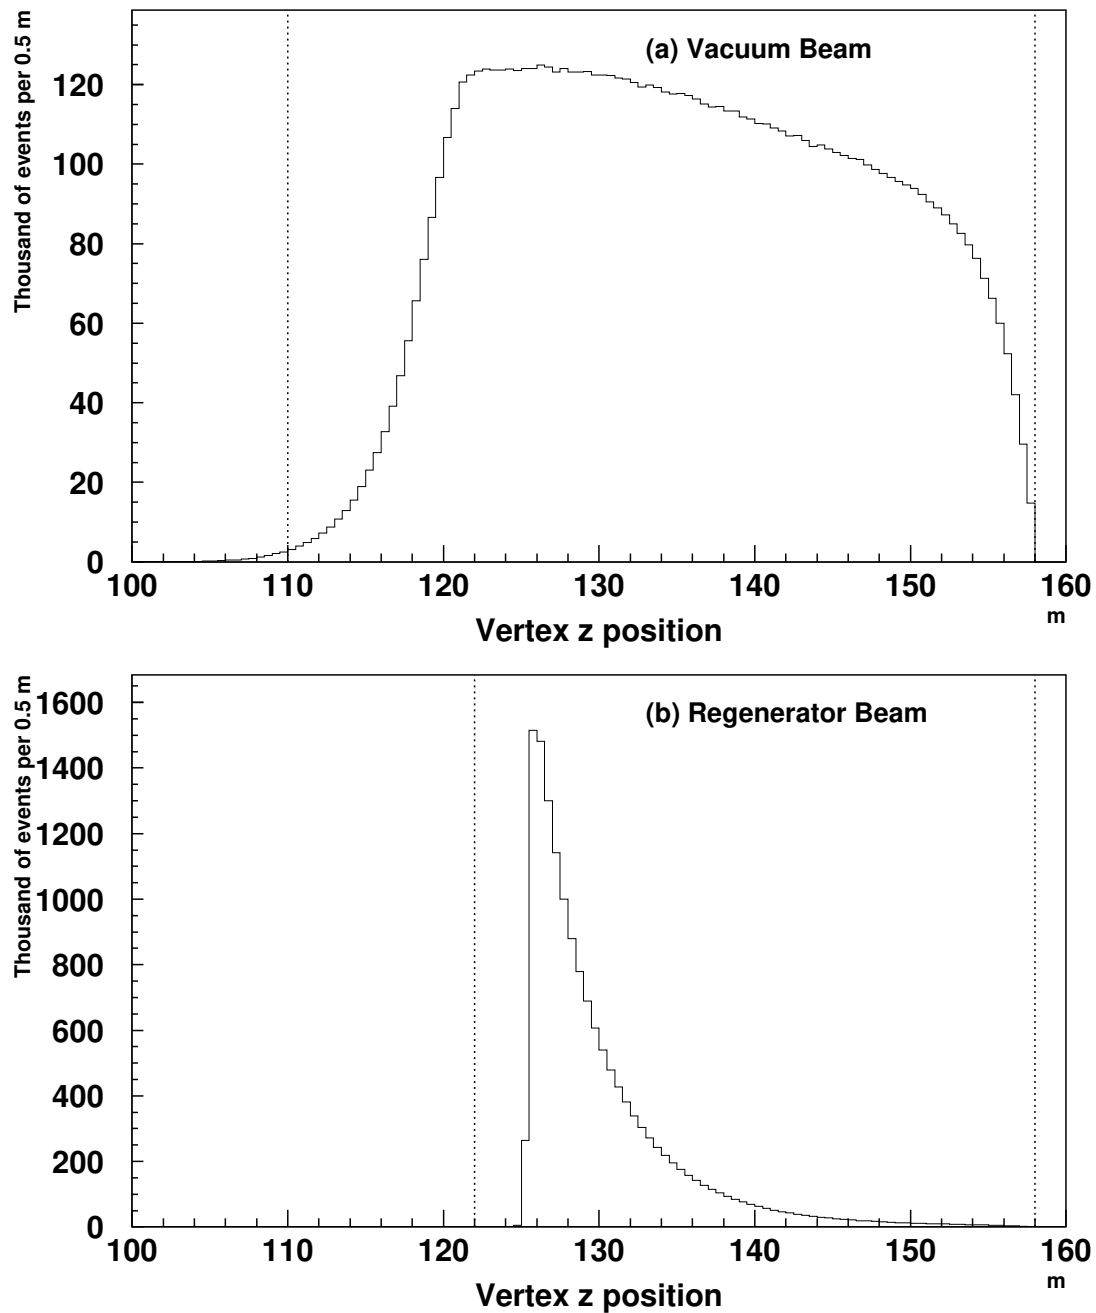 (a) Vacuum Beam
Thousand of events per 0.5 m
120
100
80
60
40
20
0
100 110 120 130 140 150 160
m
Vertex z position
(b) Regenerator Beam
Thousand of events per 0.5 m
1600
1400
1200
1000
800
600
400
200
0
100 110 120 130 140 150 160
m
Vertex z position